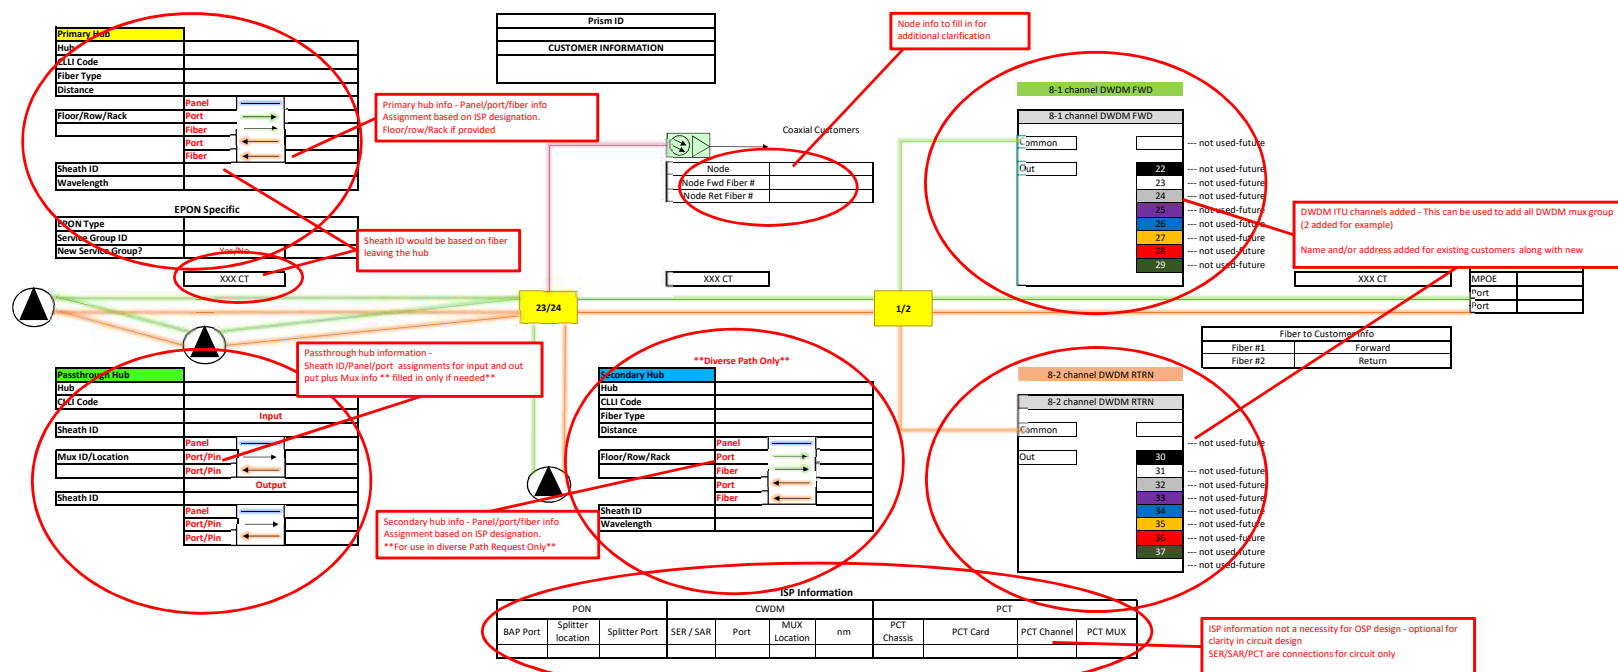 Prism ID
CUSTOMER INFORMATION
Node info to fill in for
additional clarification
Primary Hub
Hub
CLLI Code
Fiber Type
Distance
Panel
Floor/Row/Rack
Port
Fiber
Port
Fiber
Sheath ID
Wavelength
Primary hub info - Panel/port/fiber info
Assignment based on ISP designation.
Floor/row/Rack if provided
EPON Specific
EPON Type
Service Group ID
New Service Group?
Yes/No
XXX CT
Sheath ID would be based on fiber
leaving the hub
Coaxial Customers
Node
Node Fwd Fiber #
Node Ret Fiber #
XXX CT
8-1 channel DWDM FWD
8-1 channel DWDM FWD
Common
--- not used-future
Out
22
--- not used-future
23
--- not used-future
24
--- not used-future
25
--- not used-future
26
--- not used-future
27
--- not used-future
28
--- not used-future
29
--- not used-future
DWDM ITU channels added - This can be used to add all DWDM mux group
(2 added for example)
Name and/or address added for existing customers along with new
XXX CT
MPOE
Port
Port
23/24
1/2
Fiber to Customer Info
Fiber #1
Forward
Fiber #2
Return
Passthrough hub information -
Sheath ID/Panel/port assignments for input and out
put plus Mux info ** filled in only if needed**
Passthrough Hub
Hub
CLLI Code
Input
Sheath ID
Panel
Mux ID/Location
Port/Pin
Port/Pin
Output
Sheath ID
Panel
Port/Pin
Port/Pin
**Diverse Path Only**
Secondary Hub
Hub
CLLI Code
Fiber Type
Distance
Panel
Floor/Row/Rack
Port
Fiber
Port
Fiber
Sheath ID
Wavelength
Secondary hub info - Panel/port/fiber info
Assignment based on ISP designation.
**For use in diverse Path Request Only**
8-2 channel DWDM RTRN
8-2 channel DWDM RTRN
Common
--- not used-future
Out
30
31
--- not used-future
32
--- not used-future
33
--- not used-future
34
--- not used-future
35
--- not used-future
36
--- not used-future
37
--- not used-future
--- not used-future
ISP Information
PON
CWDM
PCT
BAP Port
Splitter
location
Splitter Port
SER / SAR
Port
MUX
Location
nm
PCT
Chassis
PCT Card
PCT Channel
PCT MUX
ISP information not a necessity for OSP design - optional for
clarity in circuit design
SER/SAR/PCT are connections for circuit only